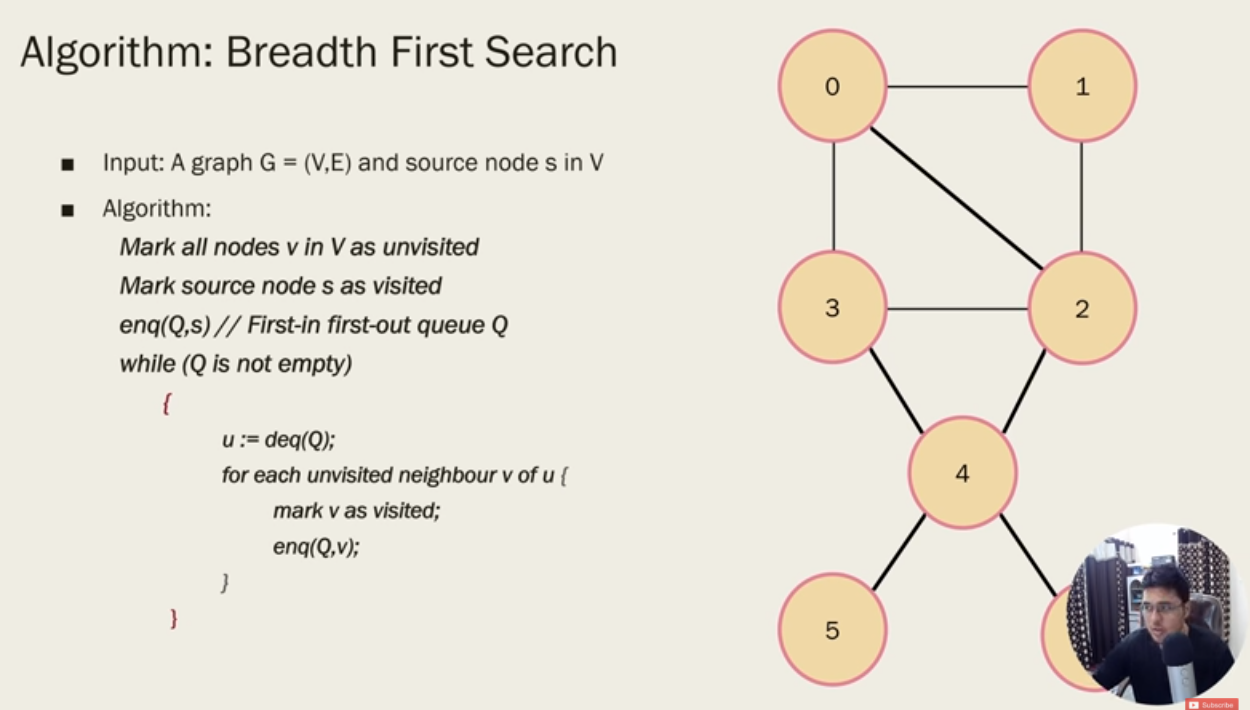 Algorithm: Breadth First Search
■ Input: A graph G = (V,E) and source node s in V
■ Algorithm:
Mark all nodes v in V as unvisited
Mark source node s as visited
enq(Q,s) // First-in first-out queue Q
while (Q is not empty)
{
u := deq(Q);
for each unvisited neighbour v of u {
mark v as visited;
enq(Q,v);
}
}
0
1
3
2
4
5
Subscribe